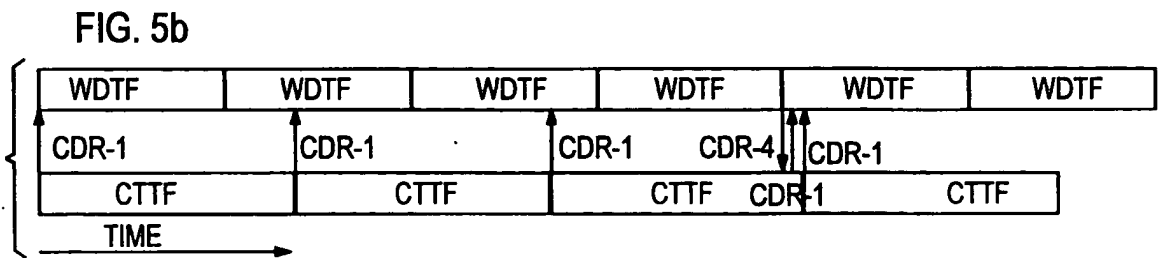 FIG. 5b
WDTF WDTF WDTF WDTF WDTF WDTF
CDR-1 CDR-1 CDR-1 CDR-4 CDR-1
CTTF CTTF CTTF CDR-1 CTTF
TIME